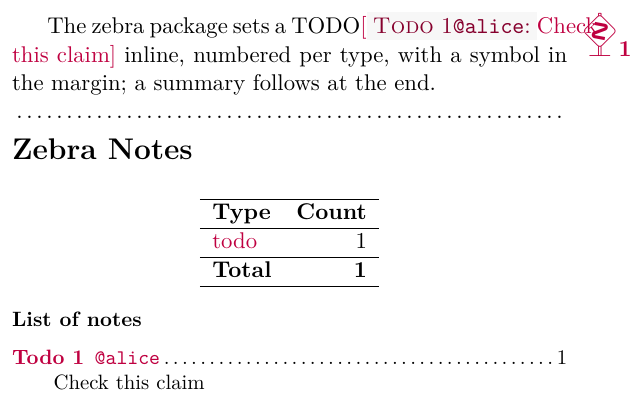 The zebra package sets a TODO[ TODO 1@alice: Check
this claim] inline, numbered per type, with a symbol in 1
the margin; a summary follows at the end.
Zebra Notes
Type Count
todo 1
Total 1
List of notes
Todo 1 @alice 1
Check this claim